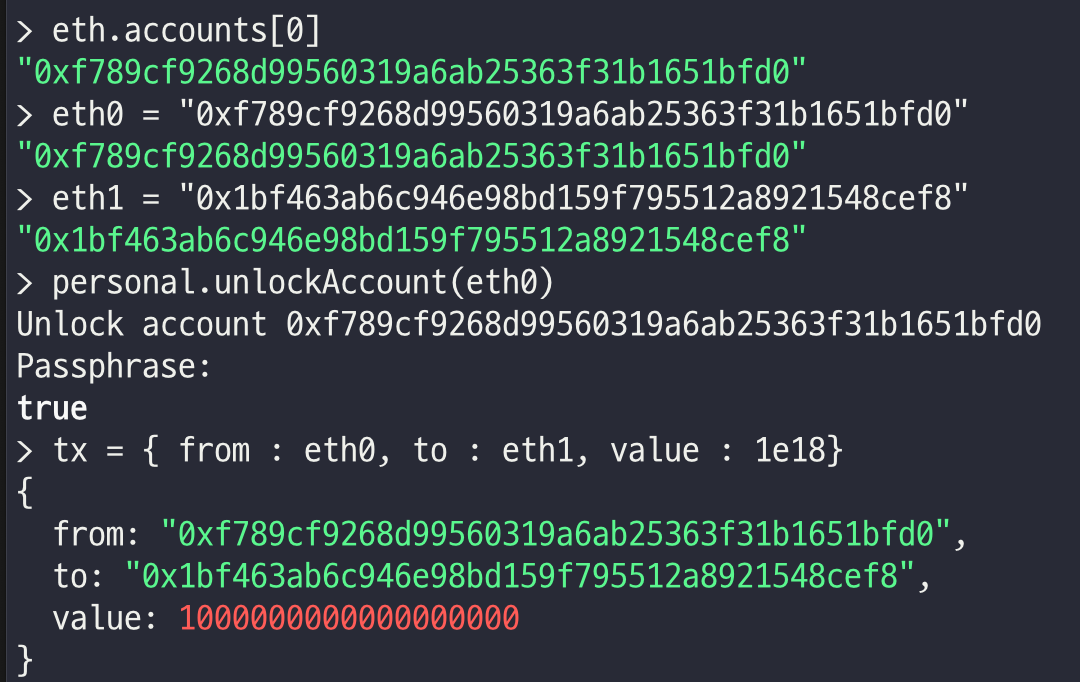 > eth.accounts[0]
"0xf789cf9268d99560319a6ab25363f31b1651bfd0"
> eth0 = "0xf789cf9268d99560319a6ab25363f31b1651bfd0"
"0xf789cf9268d99560319a6ab25363f31b1651bfd0"
> eth1 = "0x1bf463ab6c946e98bd159f795512a8921548cef8"
"0x1bf463ab6c946e98bd159f795512a8921548cef8"
> personal.unlockAccount(eth0)
Unlock account 0xf789cf9268d99560319a6ab25363f31b1651bfd0
Passphrase:
true
> tx = { from : eth0, to : eth1, value : 1e18}
{
  from: "0xf789cf9268d99560319a6ab25363f31b1651bfd0",
  to: "0x1bf463ab6c946e98bd159f795512a8921548cef8",
  value: 1000000000000000000
}